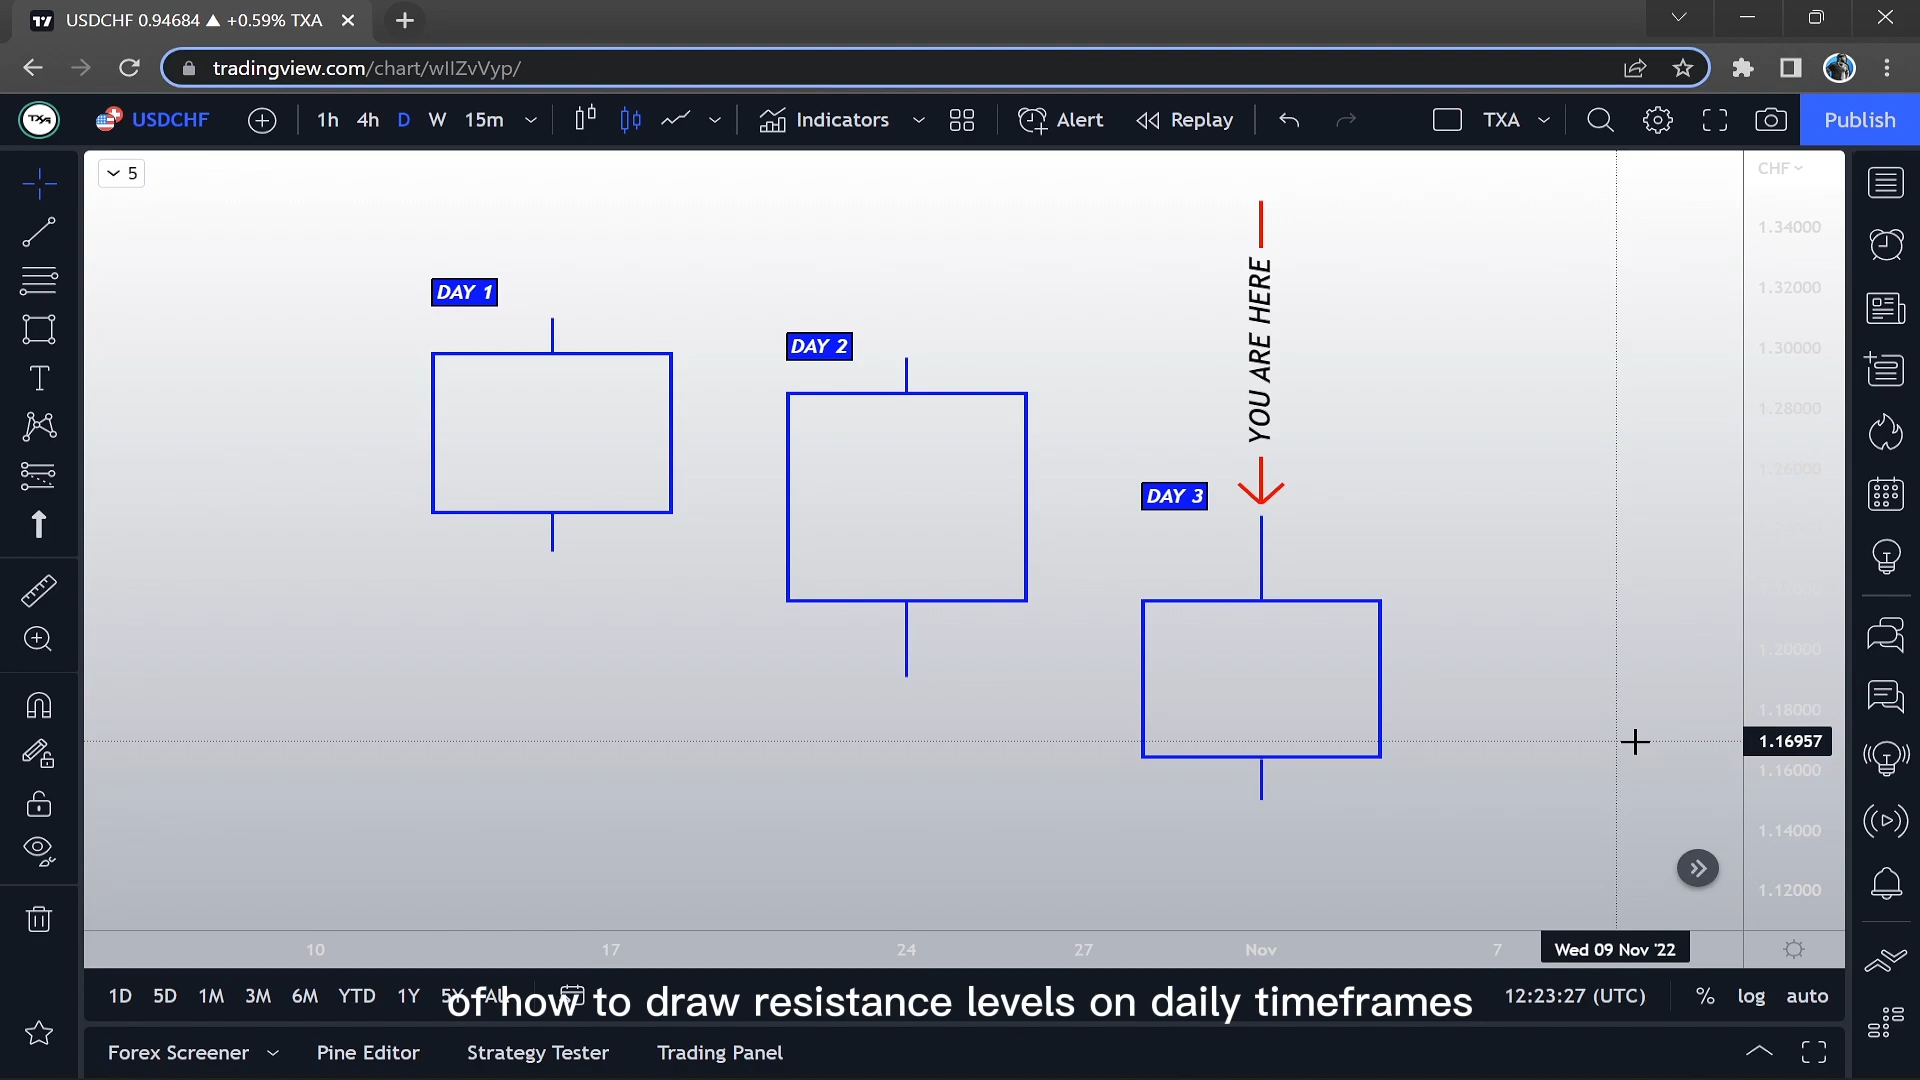 USDCHF 0.94684 ▲ +0.59% TXA
tradingview.com/chart/wIIZvVyp/
TXA USDCHF 1h 4h D W 15m Indicators Alert Replay TXA Publish
5
CHF
1.34000
1.32000
1.30000
1.28000
1.26000
1.20000
1.18000
1.16957
1.16000
1.14000
1.12000
DAY 1
DAY 2
YOU ARE HERE
DAY 3
10 17 24 27 Nov 7 Wed 09 Nov '22
1D 5D 1M 3M 6M YTD 1Y 5Y 12:23:27 (UTC) % log auto
of how to draw resistance levels on daily timeframes
Forex Screener Pine Editor Strategy Tester Trading Panel